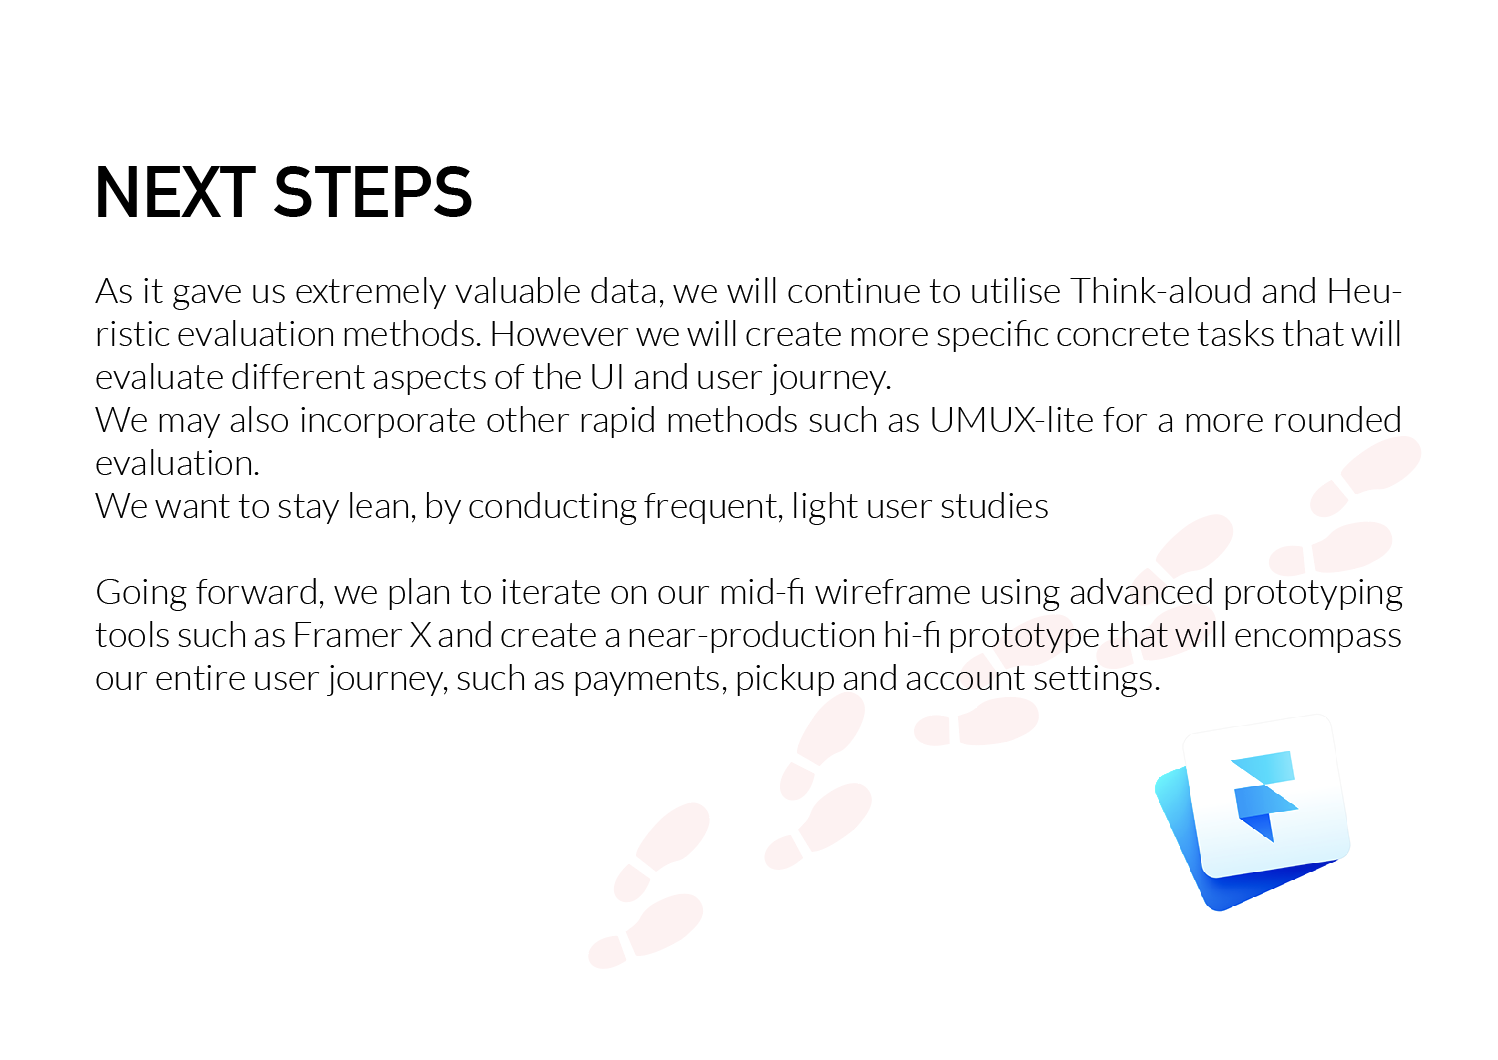 NEXT STEPS
As it gave us extremely valuable data, we will continue to utilise Think-aloud and Heu-
ristic evaluation methods. However we will create more specific concrete tasks that will
evaluate different aspects of the UI and user journey.
We may also incorporate other rapid methods such as UMUX-lite for a more rounded
evaluation.
We want to stay lean, by conducting frequent, light user studies
Going forward, we plan to iterate on our mid-fi wireframe using advanced prototyping
tools such as Framer X and create a near-production hi-fi prototype that will encompass
our entire user journey, such as payments, pickup and account settings.